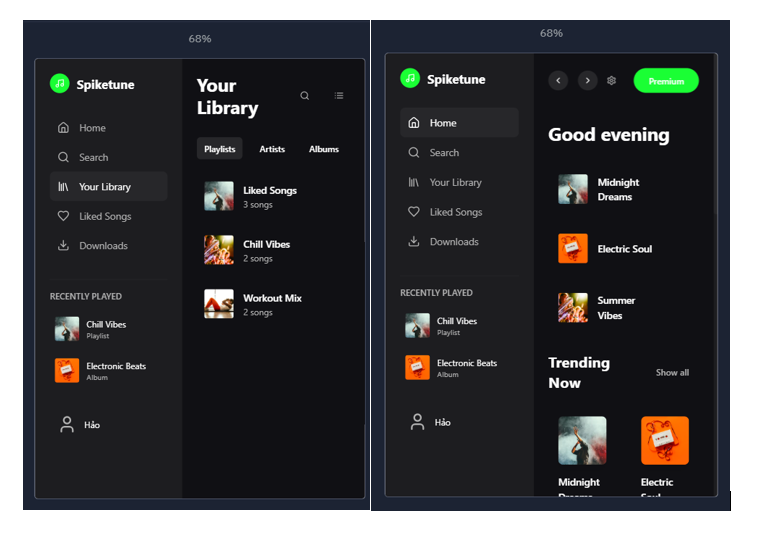 68%
Spiketune
Home
Search
Your Library
Liked Songs
Downloads
RECENTLY PLAYED
Chill Vibes
Playlist
Electronic Beats
Album
Hảo
Your
Library
Playlists Artists Albums
Liked Songs
3 songs
Chill Vibes
2 songs
Workout Mix
2 songs
68%
Spiketune
Home
Search
Your Library
Liked Songs
Downloads
RECENTLY PLAYED
Chill Vibes
Playlist
Electronic Beats
Album
Hảo
Premium
Good evening
Midnight
Dreams
Electric Soul
Summer
Vibes
Trending
Now
Show all
Midnight
Dreams
Electric
Soul